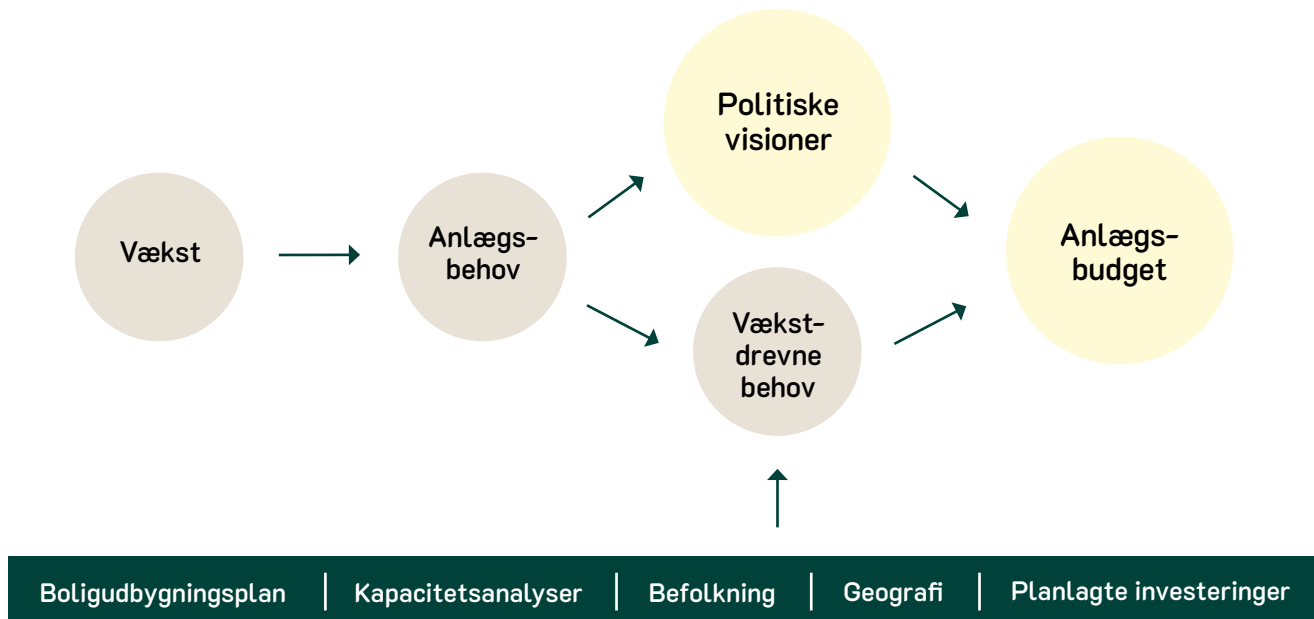 Politiske
visioner
Vækst
Anlægs-
behov
Anlægs-
budget
Vækst-
drevne
behov
Boligudbygningsplan | Kapacitetsanalyser | Befolkning | Geografi | Planlagte investeringer